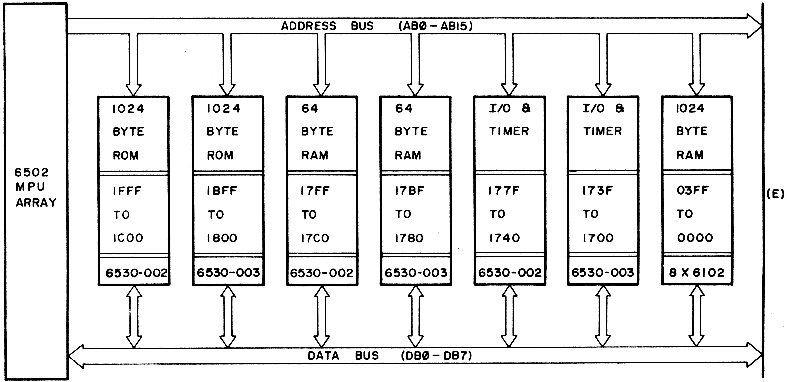 ADDRESS BUS (AB0-AB15)
6502
MPU
ARRAY
1024
BYTE
ROM
1FFF
TO
1C00
6530-002
1024
BYTE
ROM
1BFF
TO
1800
6530-003
64
BYTE
RAM
17FF
TO
17C0
6530-002
64
BYTE
RAM
17BF
TO
1780
6530-003
I/O &
TIMER
177F
TO
1740
6530-002
I/O &
TIMER
173F
TO
1700
6530-003
1024
BYTE
RAM
03FF
TO
0000
8 X 6102
(E)
DATA BUS (DB0-DB7)